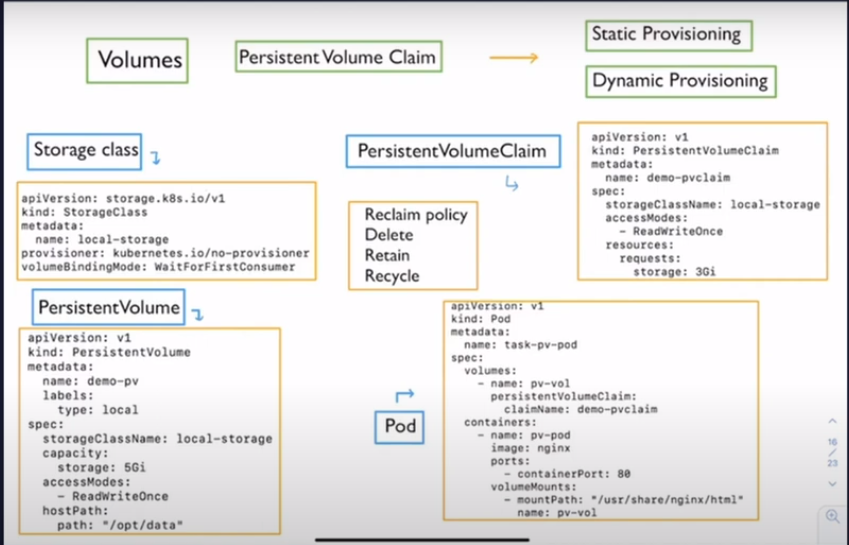 Volumes
Persistent Volume Claim
Static Provisioning
Dynamic Provisioning
Storage class
apiVersion: storage.k8s.io/v1
kind: StorageClass
metadata:
  name: local-storage
provisioner: kubernetes.io/no-provisioner
volumeBindingMode: WaitForFirstConsumer
PersistentVolumeClaim
Reclaim policy
Delete
Retain
Recycle
apiVersion: v1
kind: PersistentVolumeClaim
metadata:
  name: demo-pvclaim
spec:
  storageClassName: local-storage
  accessModes:
    - ReadWriteOnce
  resources:
    requests:
      storage: 3Gi
PersistentVolume
apiVersion: v1
kind: PersistentVolume
metadata:
  name: demo-pv
  labels:
    type: local
spec:
  storageClassName: local-storage
  capacity:
    storage: 5Gi
  accessModes:
    - ReadWriteOnce
  hostPath:
    path: "/opt/data"
Pod
apiVersion: v1
kind: Pod
metadata:
  name: task-pv-pod
spec:
  volumes:
    - name: pv-vol
      persistentVolumeClaim:
        claimName: demo-pvclaim
  containers:
    - name: pv-pod
      image: nginx
      ports:
        - containerPort: 80
      volumeMounts:
        - mountPath: "/usr/share/nginx/html"
          name: pv-vol
16
/
23